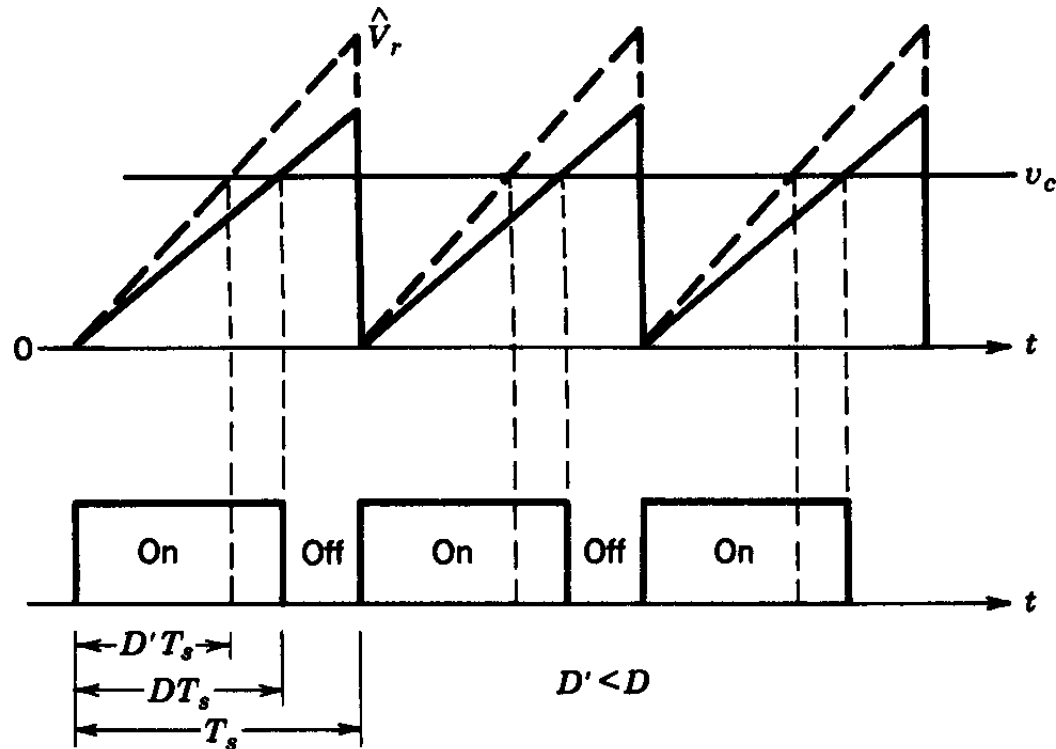 V̂r
vc
0
t
On Off On Off On
t
D′Ts
D′ < D
DTs
Ts